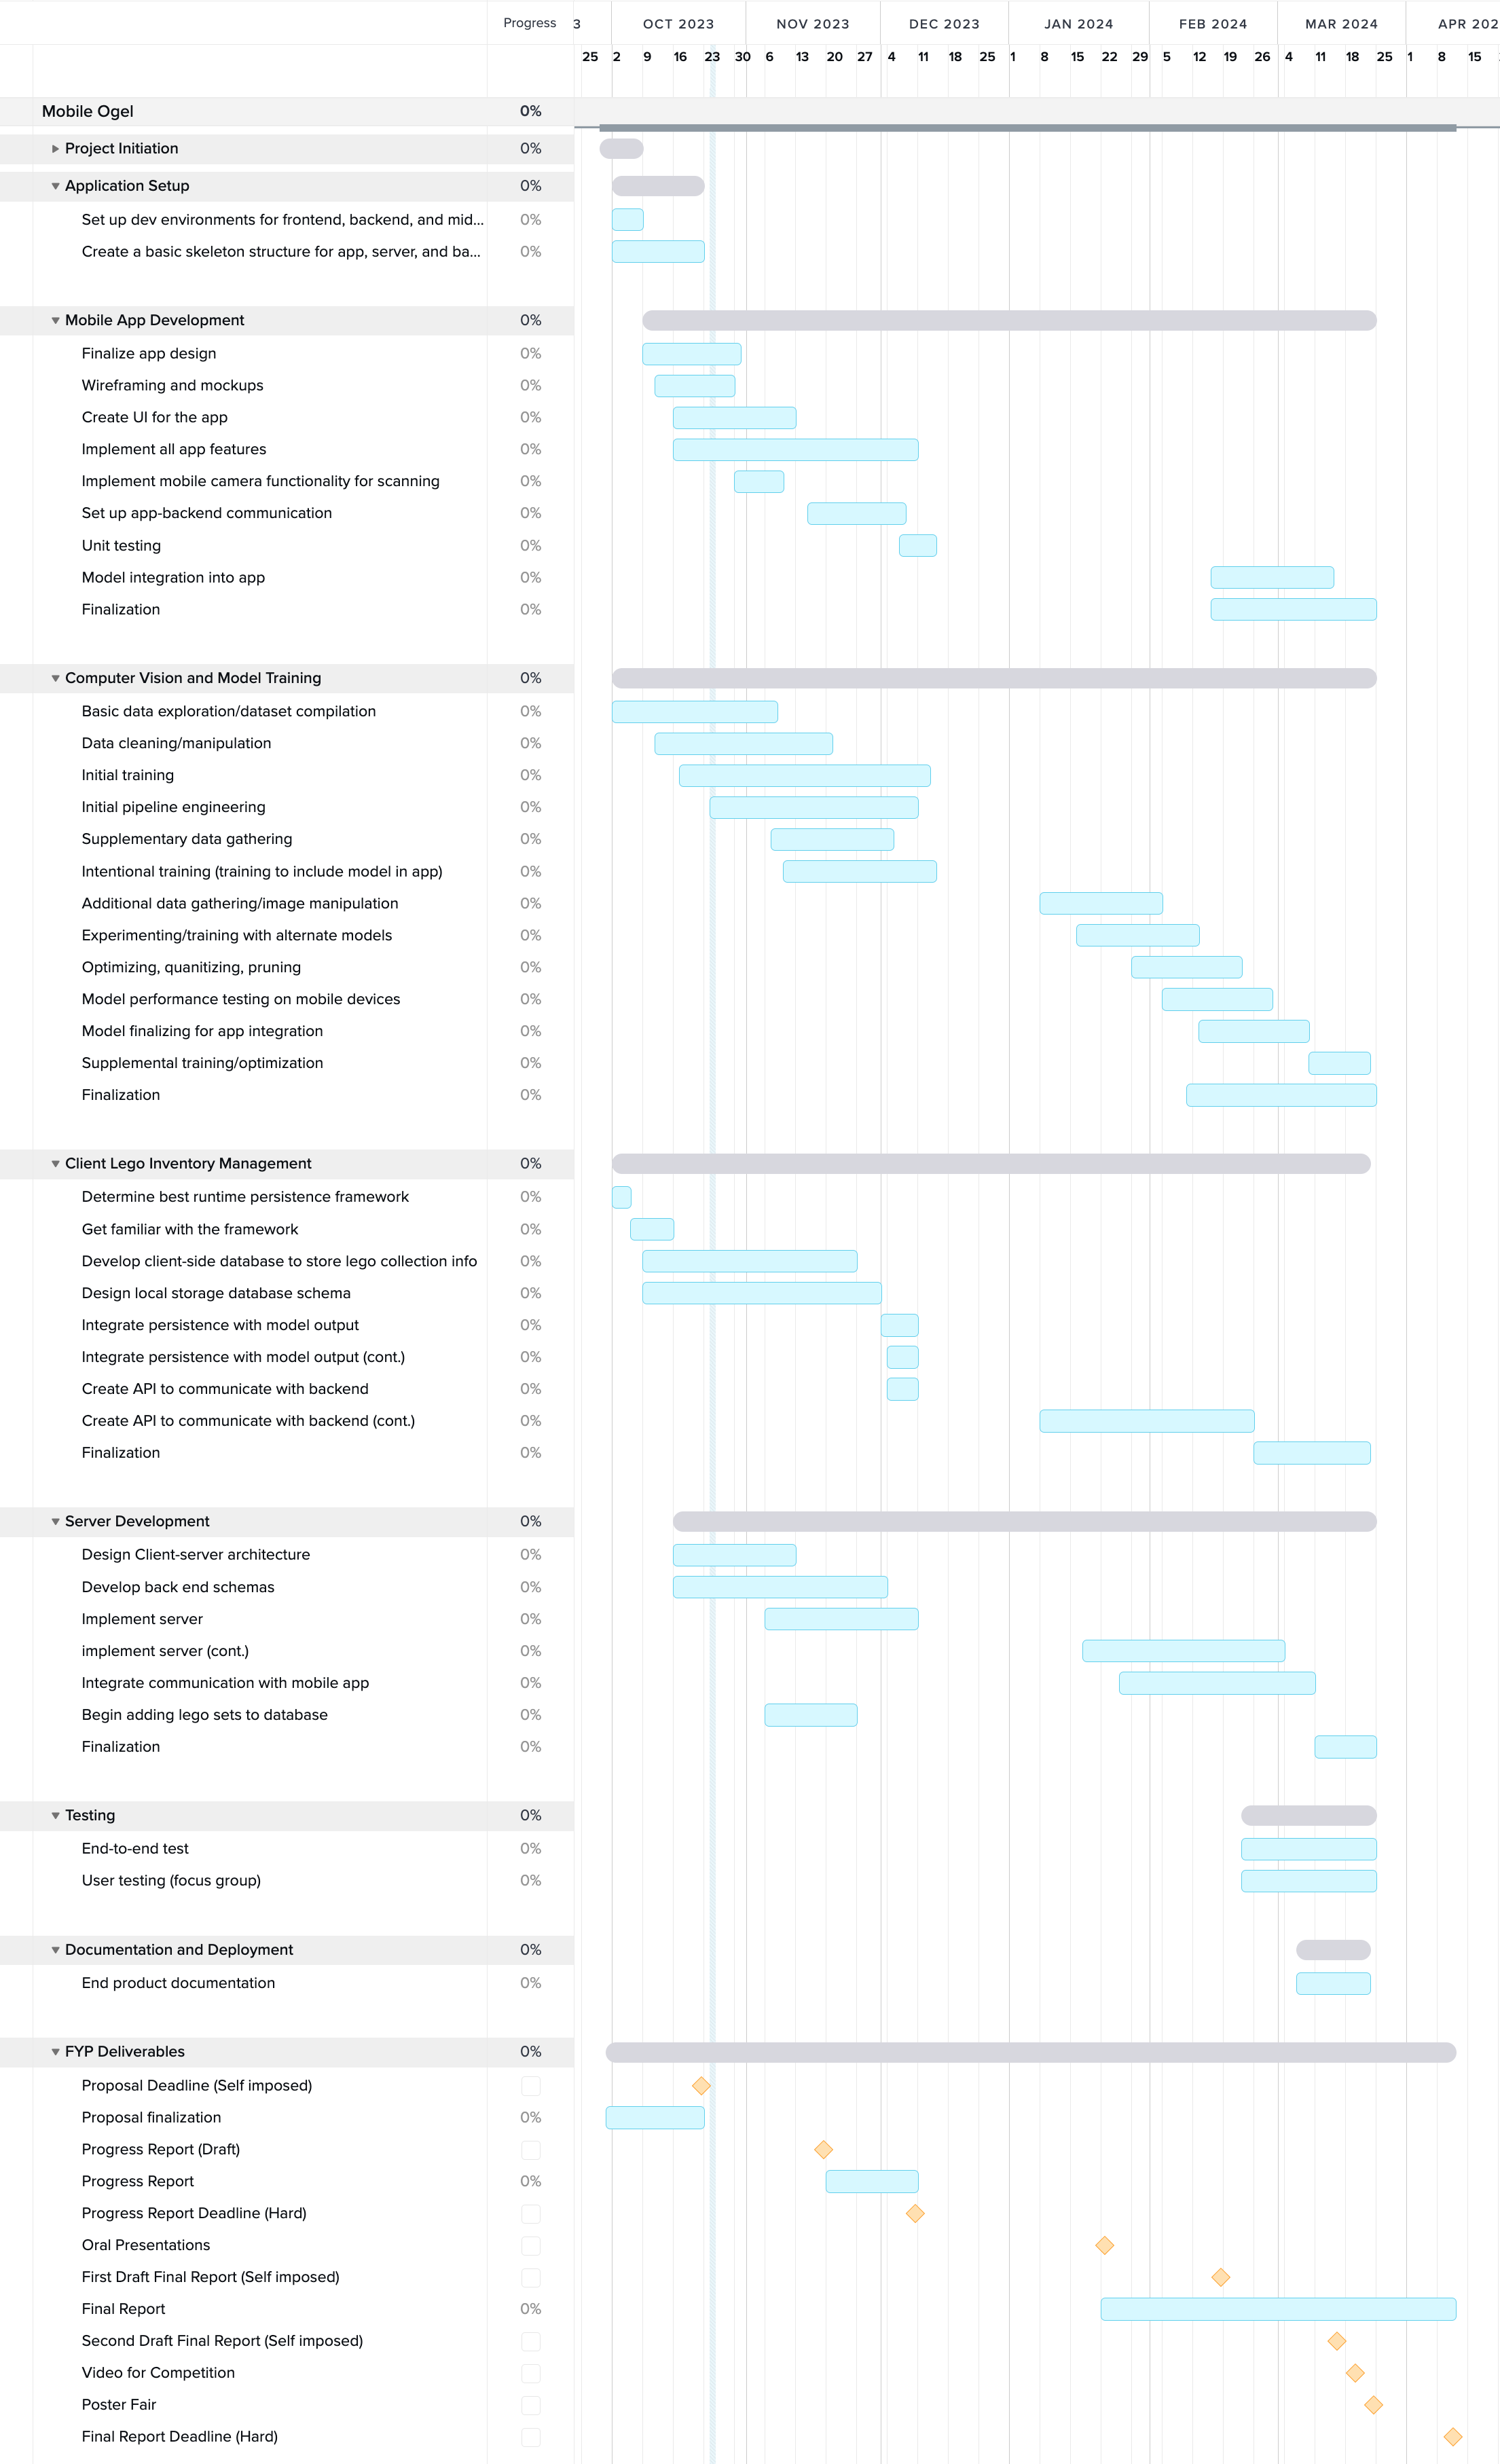 Progress 3 OCT 2023 NOV 2023 DEC 2023 JAN 2024 FEB 2024 MAR 2024 APR 202
25 2 9 16 23 30 6 13 20 27 4 11 18 25 1 8 15 22 29 5 12 19 26 4 11 18 25 1 8 15
Mobile Ogel 0%
Project Initiation 0%
Application Setup 0%
Set up dev environments for frontend, backend, and mid... 0%
Create a basic skeleton structure for app, server, and ba... 0%
Mobile App Development 0%
Finalize app design 0%
Wireframing and mockups 0%
Create UI for the app 0%
Implement all app features 0%
Implement mobile camera functionality for scanning 0%
Set up app-backend communication 0%
Unit testing 0%
Model integration into app 0%
Finalization 0%
Computer Vision and Model Training 0%
Basic data exploration/dataset compilation 0%
Data cleaning/manipulation 0%
Initial training 0%
Initial pipeline engineering 0%
Supplementary data gathering 0%
Intentional training (training to include model in app) 0%
Additional data gathering/image manipulation 0%
Experimenting/training with alternate models 0%
Optimizing, quanitizing, pruning 0%
Model performance testing on mobile devices 0%
Model finalizing for app integration 0%
Supplemental training/optimization 0%
Finalization 0%
Client Lego Inventory Management 0%
Determine best runtime persistence framework 0%
Get familiar with the framework 0%
Develop client-side database to store lego collection info 0%
Design local storage database schema 0%
Integrate persistence with model output 0%
Integrate persistence with model output (cont.) 0%
Create API to communicate with backend 0%
Create API to communicate with backend (cont.) 0%
Finalization 0%
Server Development 0%
Design Client-server architecture 0%
Develop back end schemas 0%
Implement server 0%
implement server (cont.) 0%
Integrate communication with mobile app 0%
Begin adding lego sets to database 0%
Finalization 0%
Testing 0%
End-to-end test 0%
User testing (focus group) 0%
Documentation and Deployment 0%
End product documentation 0%
FYP Deliverables 0%
Proposal Deadline (Self imposed)
Proposal finalization 0%
Progress Report (Draft)
Progress Report 0%
Progress Report Deadline (Hard)
Oral Presentations
First Draft Final Report (Self imposed)
Final Report 0%
Second Draft Final Report (Self imposed)
Video for Competition
Poster Fair
Final Report Deadline (Hard)